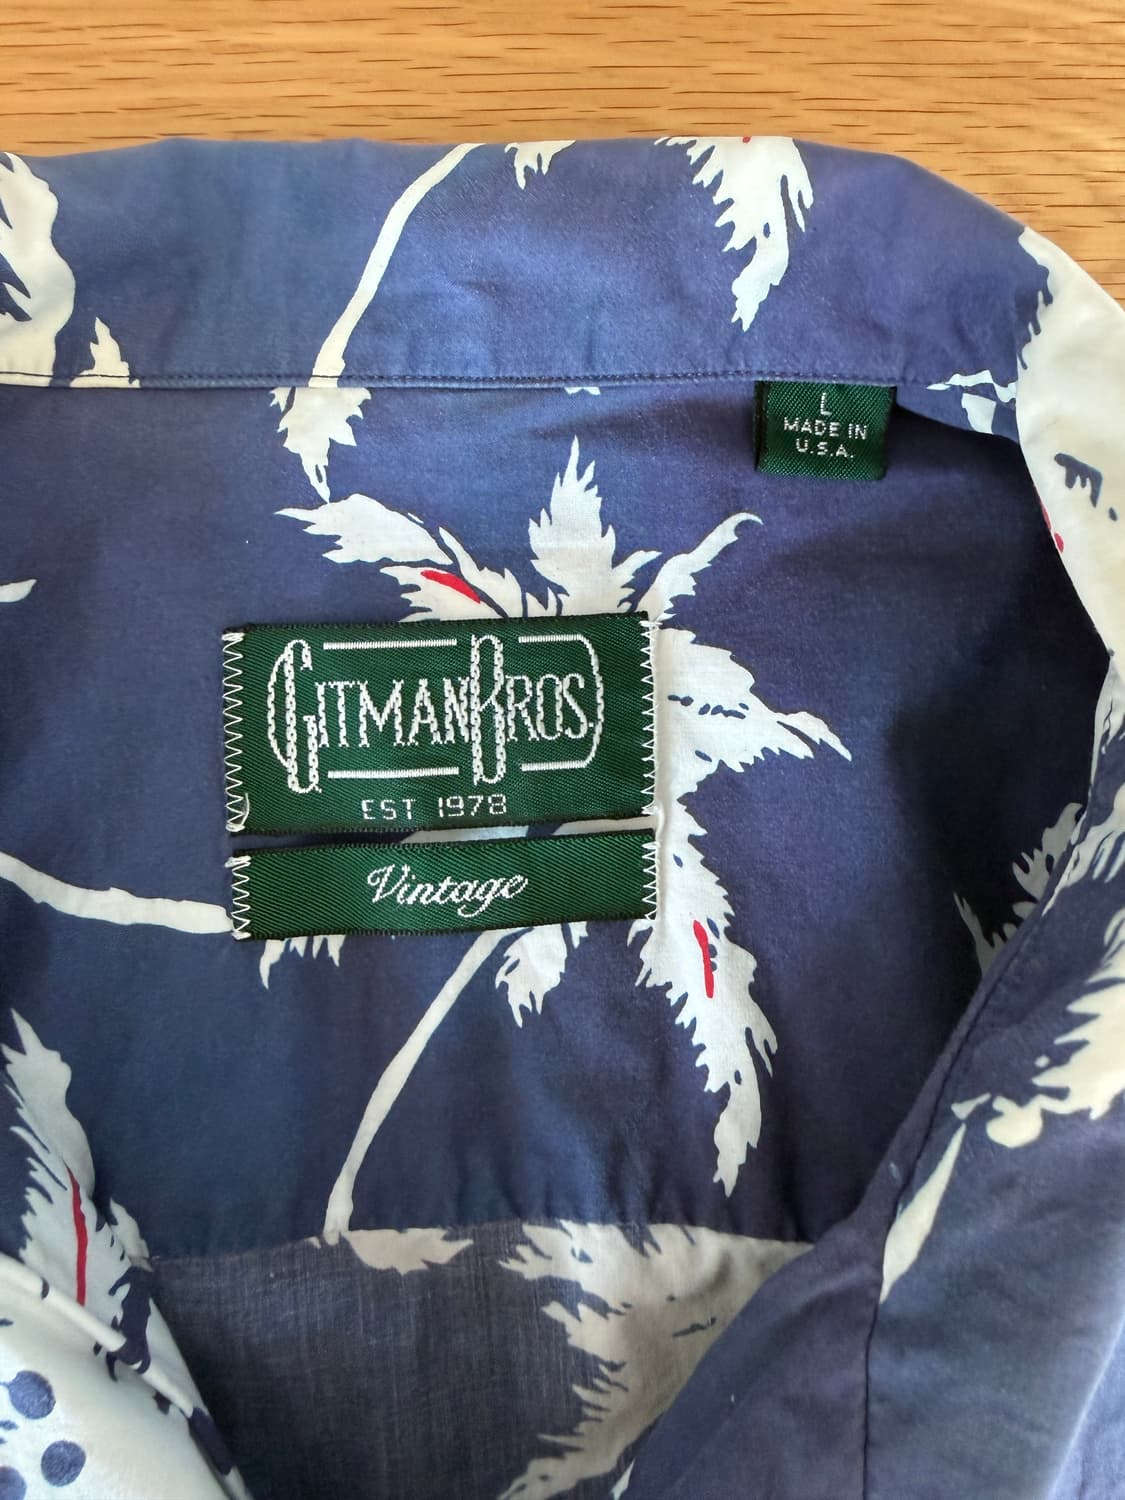 L
MADE IN
U.S.A.
GITMAN BROS.
EST 1978
Vintage